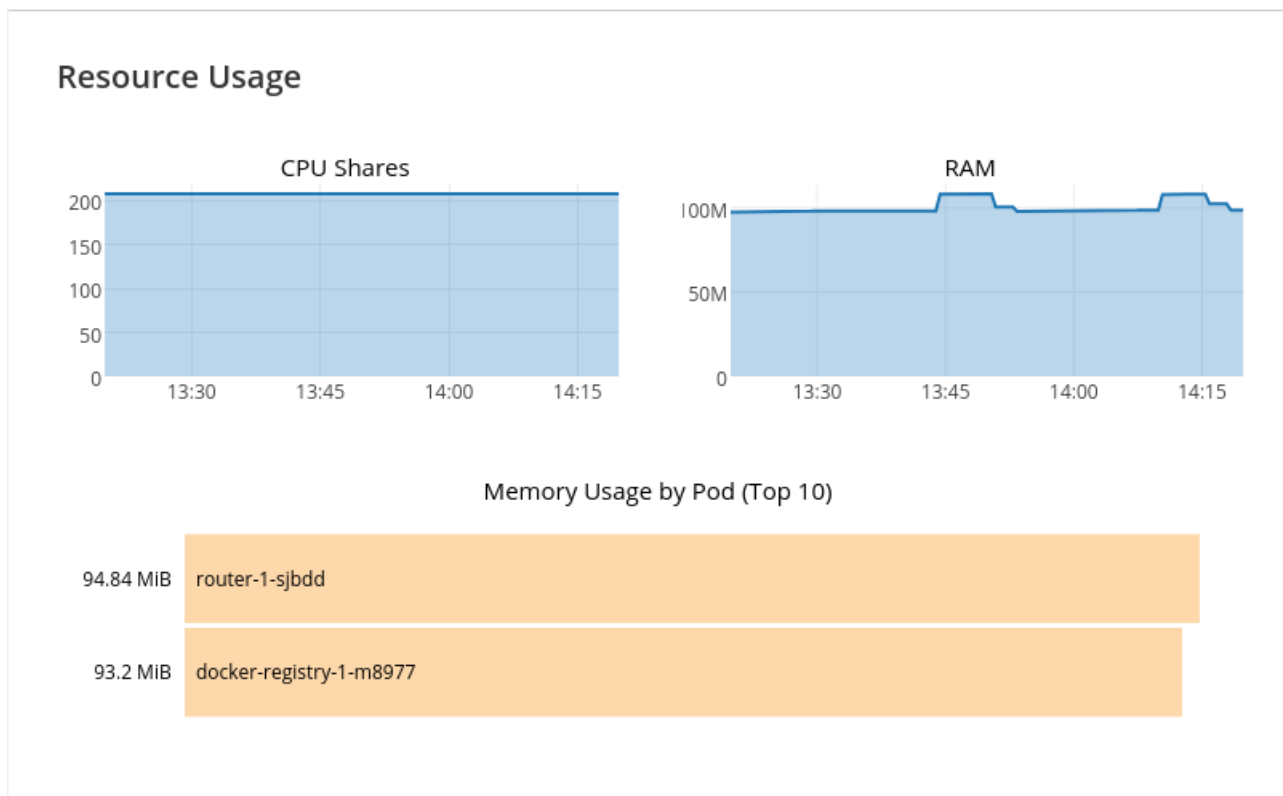 Resource Usage
CPU Shares
200
150
100
50
0
13:30 13:45 14:00 14:15
RAM
100M
50M
0
13:30 13:45 14:00 14:15
Memory Usage by Pod (Top 10)
94.84 MiB router-1-sjbdd
93.2 MiB docker-registry-1-m8977